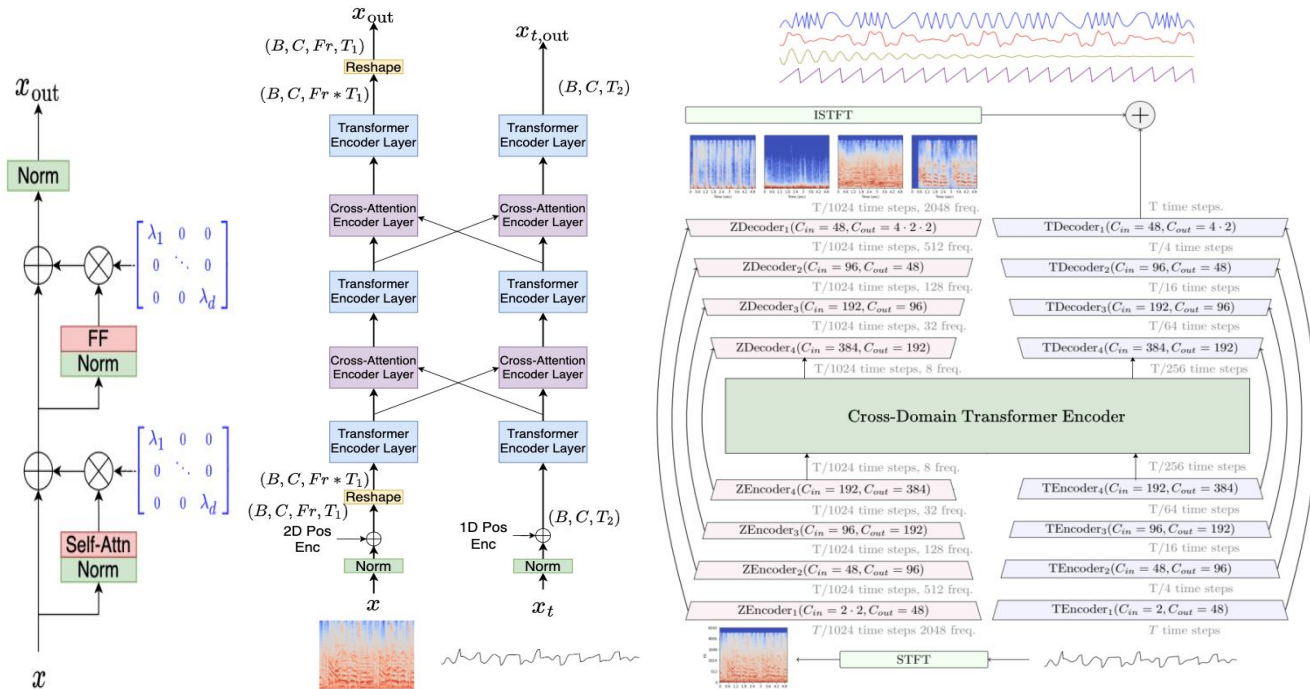 x_out
Norm
λ_1 0 0
0 ⋱ 0
0 0 λ_d
FF
Norm
λ_1 0 0
0 ⋱ 0
0 0 λ_d
Self-Attn
Norm
x
x_out
(B, C, Fr, T_1)
Reshape
(B, C, Fr * T_1)
Transformer
Encoder Layer
Cross-Attention
Encoder Layer
Transformer
Encoder Layer
Cross-Attention
Encoder Layer
Transformer
Encoder Layer
(B, C, Fr * T_1)
Reshape
(B, C, Fr, T_1)
2D Pos
Enc
Norm
x
x_{t,out}
(B, C, T_2)
Transformer
Encoder Layer
Cross-Attention
Encoder Layer
Transformer
Encoder Layer
Cross-Attention
Encoder Layer
Transformer
Encoder Layer
(B, C, T_2)
1D Pos
Enc
Norm
x_t
ISTFT
+
T/1024 time steps, 2048 freq.
ZDecoder_1(C_in = 48, C_out = 4 · 2 · 2)
T/1024 time steps, 512 freq.
ZDecoder_2(C_in = 96, C_out = 48)
T/1024 time steps, 128 freq.
ZDecoder_3(C_in = 192, C_out = 96)
T/1024 time steps, 32 freq.
ZDecoder_4(C_in = 384, C_out = 192)
T/1024 time steps, 8 freq.
T time steps.
TDecoder_1(C_in = 48, C_out = 4 · 2)
T/4 time steps
TDecoder_2(C_in = 96, C_out = 48)
T/16 time steps
TDecoder_3(C_in = 192, C_out = 96)
T/64 time steps
TDecoder_4(C_in = 384, C_out = 192)
T/256 time steps
Cross-Domain Transformer Encoder
T/1024 time steps, 8 freq.
ZEncoder_4(C_in = 192, C_out = 384)
T/1024 time steps, 32 freq.
ZEncoder_3(C_in = 96, C_out = 192)
T/1024 time steps, 128 freq.
ZEncoder_2(C_in = 48, C_out = 96)
T/1024 time steps, 512 freq.
ZEncoder_1(C_in = 2 · 2, C_out = 48)
T/1024 time steps 2048 freq.
T/256 time steps
TEncoder_4(C_in = 192, C_out = 384)
T/64 time steps
TEncoder_3(C_in = 96, C_out = 192)
T/16 time steps
TEncoder_2(C_in = 48, C_out = 96)
T/4 time steps
TEncoder_1(C_in = 2, C_out = 48)
T time steps
STFT